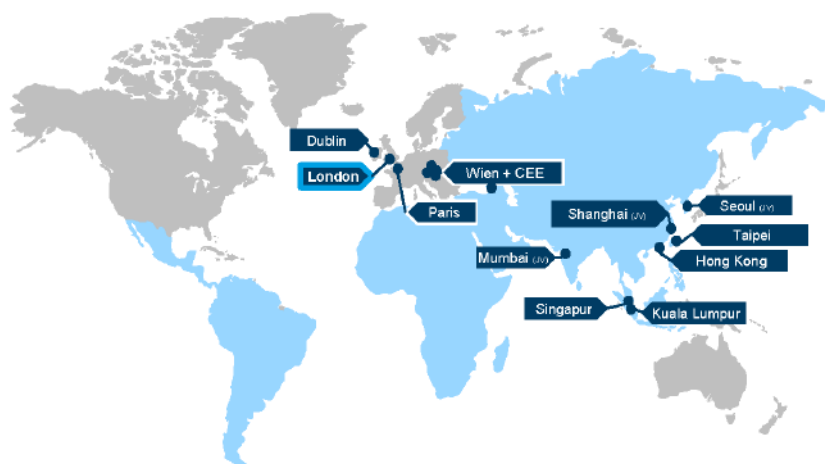 Dublin
London
Wien + CEE
Paris
Shanghai (JV)
Seoul (JV)
Taipei
Mumbai (JV)
Hong Kong
Singapur
Kuala Lumpur